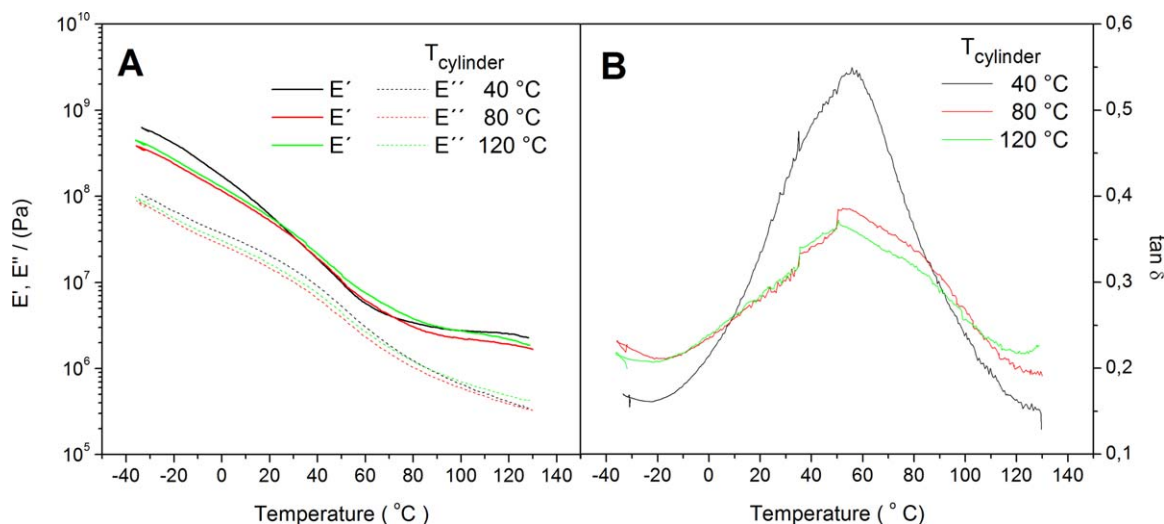 A
T_cylinder
E´ E´´ 40 °C
E´ E´´ 80 °C
E´ E´´ 120 °C
10^10
10^9
10^8
10^7
10^6
10^5
E', E'' / (Pa)
-40 -20 0 20 40 60 80 100 120 140
Temperature ( °C)
B
T_cylinder
40 °C
80 °C
120 °C
0,6
0,5
0,4
0,3
0,2
0,1
tan δ
-40 -20 0 20 40 60 80 100 120 140
Temperature ( ° C)